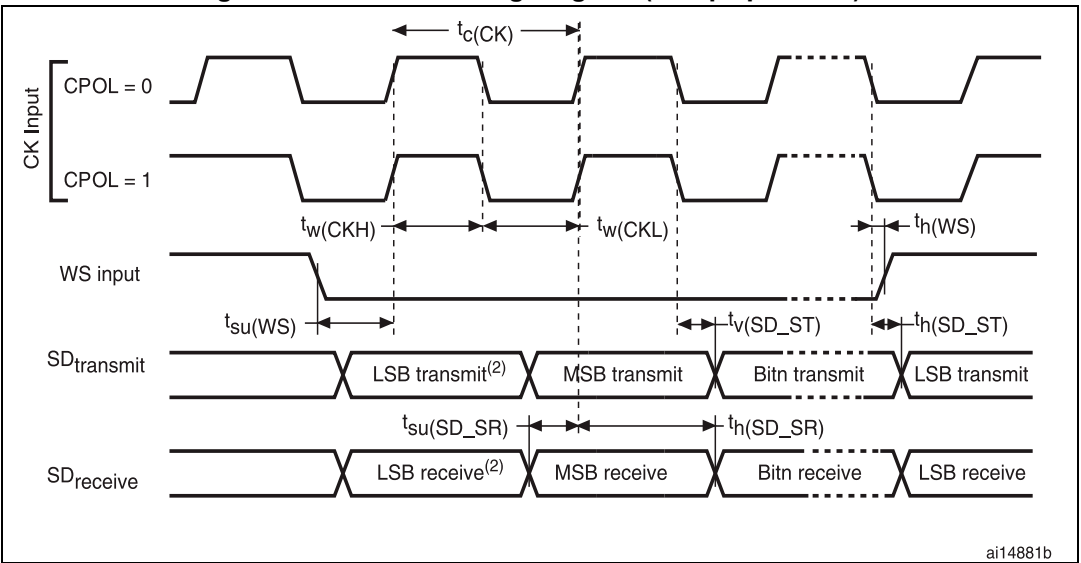 tc(CK)
CK Input
CPOL = 0
CPOL = 1
tw(CKH)
tw(CKL)
th(WS)
WS input
tsu(WS)
tv(SD_ST)
th(SD_ST)
SDtransmit
LSB transmit(2)
MSB transmit
Bitn transmit
LSB transmit
tsu(SD_SR)
th(SD_SR)
SDreceive
LSB receive(2)
MSB receive
Bitn receive
LSB receive
ai14881b